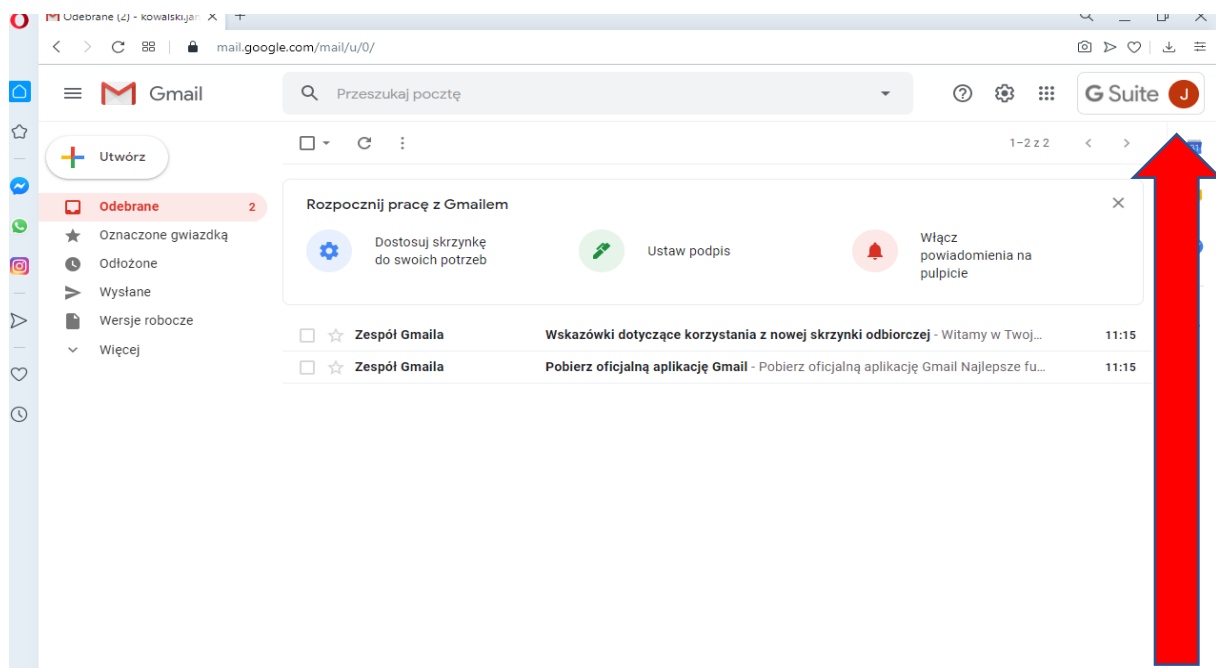 Odebrane (2) - kowalski.jan
mail.google.com/mail/u/0/
Gmail
Przeszukaj pocztę
G Suite
J
Utwórz
1–2 z 2
31
Odebrane 2
Oznaczone gwiazdką
Odłożone
Wysłane
Wersje robocze
Więcej
Rozpocznij pracę z Gmailem
Dostosuj skrzynkę
do swoich potrzeb
Ustaw podpis
Włącz
powiadomienia na
pulpicie
Zespół Gmaila Wskazówki dotyczące korzystania z nowej skrzynki odbiorczej - Witamy w Twoj... 11:15
Zespół Gmaila Pobierz oficjalną aplikację Gmail - Pobierz oficjalną aplikację Gmail Najlepsze fu... 11:15